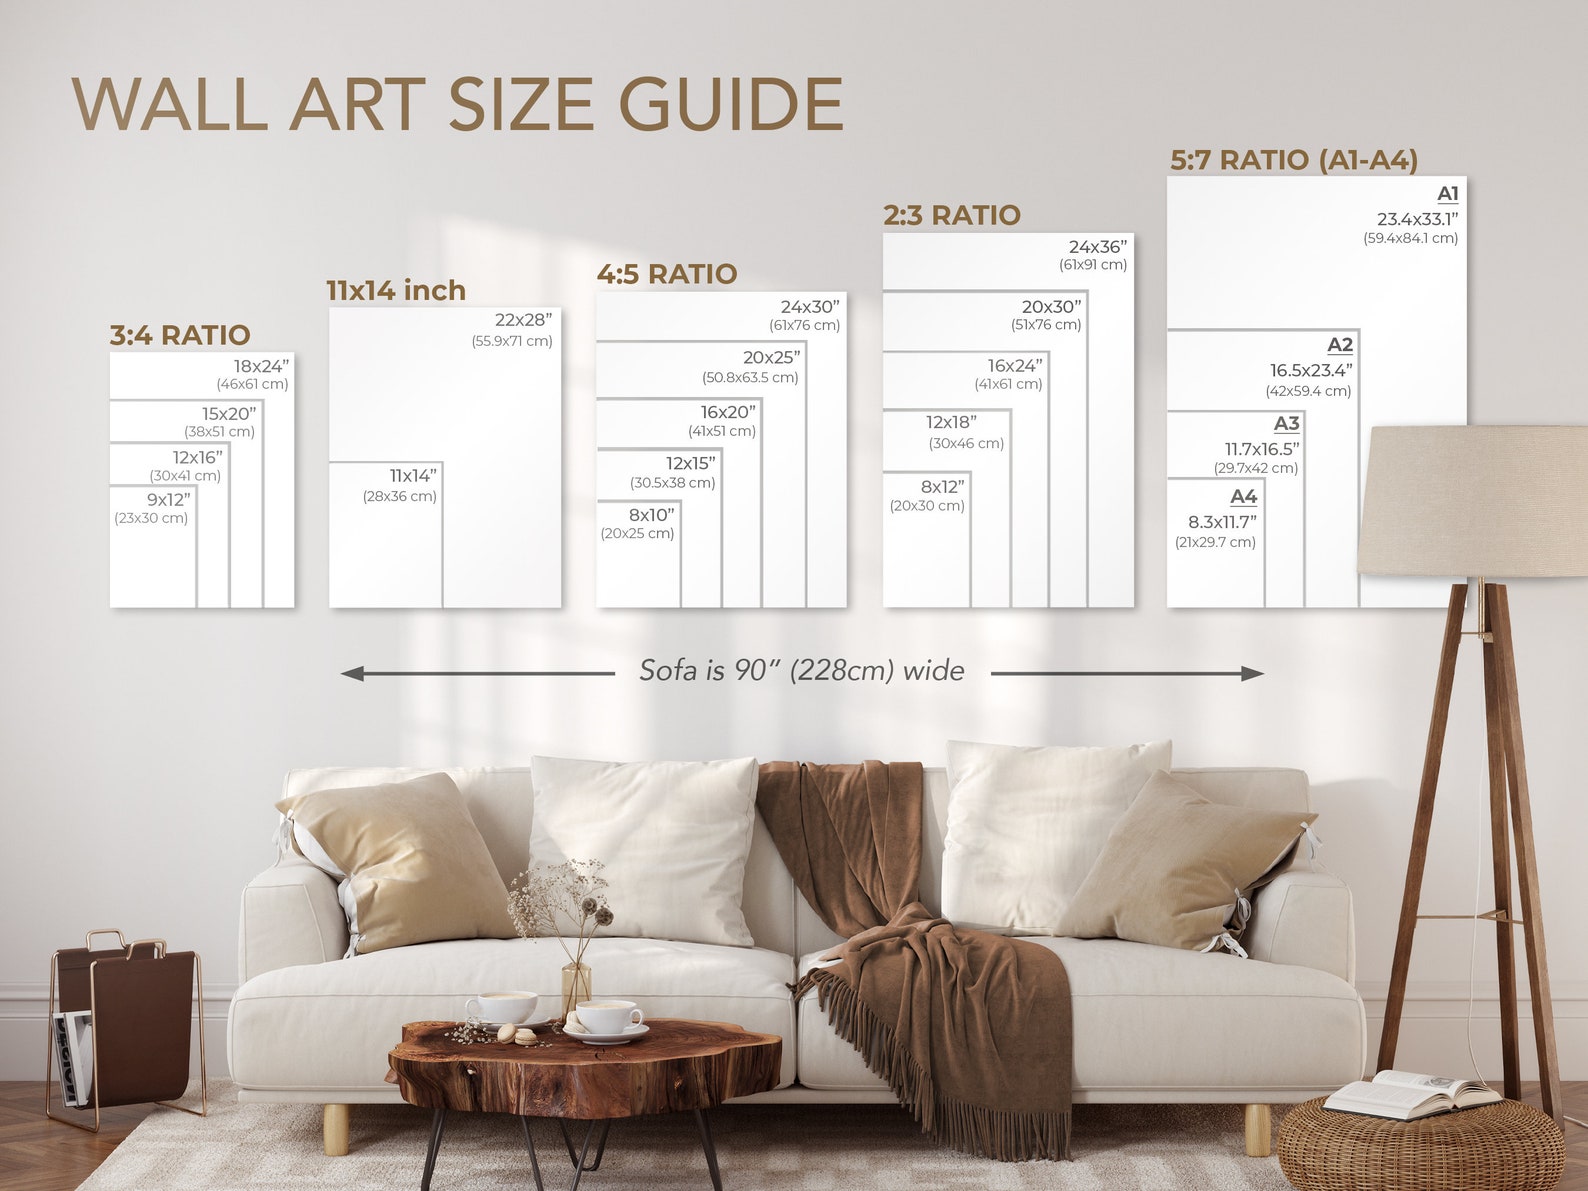 WALL ART SIZE GUIDE
3:4 RATIO
18x24”
(46x61 cm)
15x20”
(38x51 cm)
12x16”
(30x41 cm)
9x12”
(23x30 cm)
11x14 inch
22x28”
(55.9x71 cm)
11x14”
(28x36 cm)
4:5 RATIO
24x30”
(61x76 cm)
20x25”
(50.8x63.5 cm)
16x20”
(41x51 cm)
12x15”
(30.5x38 cm)
8x10”
(20x25 cm)
2:3 RATIO
24x36”
(61x91 cm)
20x30”
(51x76 cm)
16x24”
(41x61 cm)
12x18”
(30x46 cm)
8x12”
(20x30 cm)
5:7 RATIO (A1-A4)
A1
23.4x33.1”
(59.4x84.1 cm)
A2
16.5x23.4”
(42x59.4 cm)
A3
11.7x16.5”
(29.7x42 cm)
A4
8.3x11.7”
(21x29.7 cm)
Sofa is 90” (228cm) wide